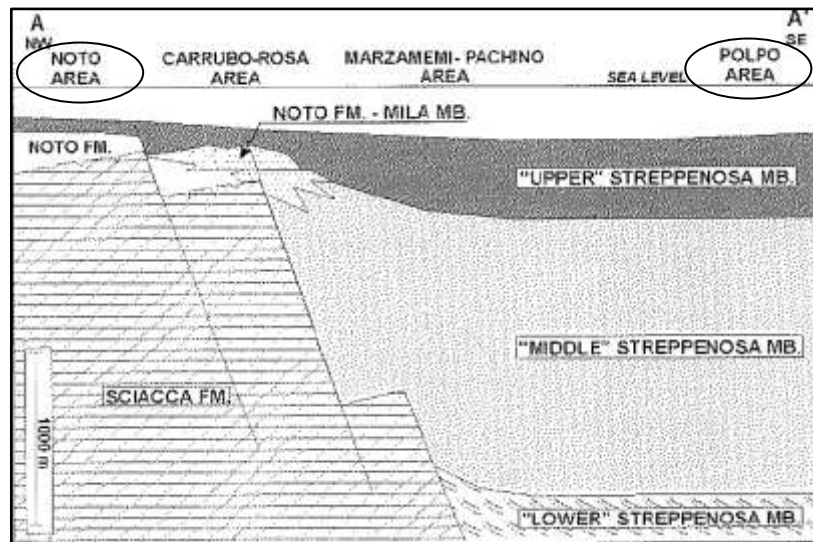 A
NW
NOTO
AREA
CARRUBO-ROSA
AREA
MARZAMEMI- PACHINO
AREA
SEA LEVEL
A'
SE
POLPO
AREA
NOTO FM. - MILA MB.
NOTO FM.
"UPPER" STREPPENOSA MB.
"MIDDLE" STREPPENOSA MB.
SCIACCA FM.
1000 m
"LOWER" STREPPENOSA MB.